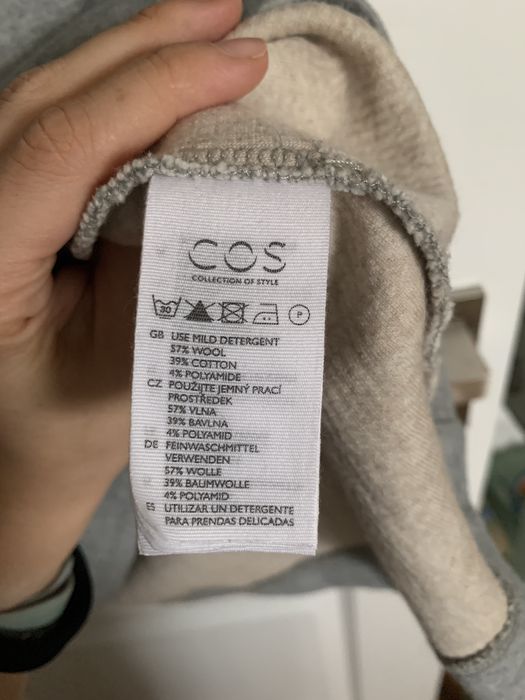 COS
COLLECTION OF STYLE
30 P
GB USE MILD DETERGENT
57% WOOL
39% COTTON
4% POLYAMIDE
CZ POUŽIJTE JEMNÝ PRACÍ
PROSTŘEDEK
57% VLNA
39% BAVLNA
4% POLYAMID
DE FEINWASCHMITTEL
VERWENDEN
57% WOLLE
39% BAUMWOLLE
4% POLYAMID
ES UTILIZAR UN DETERGENTE
PARA PRENDAS DELICADAS